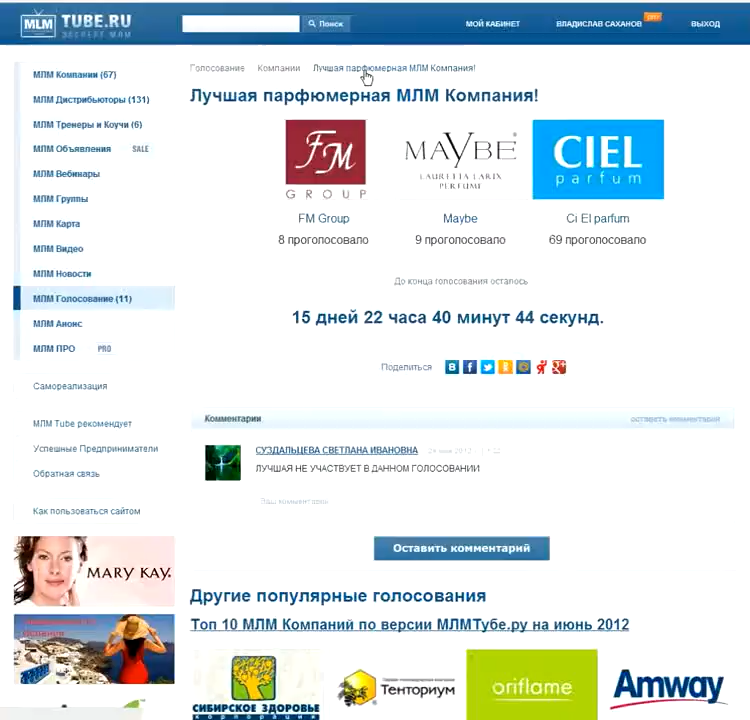 MLM TUBE.RU
ЭКСПЕРТ МЛМ
Поиск
МОЙ КАБИНЕТ
ВЛАДИСЛАВ САХАНОВ
pro
ВЫХОД
МЛМ Компании (67)
МЛМ Дистрибьюторы (131)
МЛМ Тренеры и Коучи (6)
МЛМ Объявления SALE
МЛМ Вебинары
МЛМ Группы
МЛМ Карта
МЛМ Видео
МЛМ Новости
МЛМ Голосование (11)
МЛМ Анонс
МЛМ ПРО PRO
Самореализация
МЛМ Tube рекомендует
Успешные Предприниматели
Обратная связь
Как пользоваться сайтом
MARY KAY.
Голосование Компании Лучшая парфюмерная МЛМ Компания!
Лучшая парфюмерная МЛМ Компания!
FM
GROUP
MAYBE
LAURETTA LARIX
PERFUME
CIEL
parfum
FM Group
Maybe
Ci El parfum
8 проголосовало
9 проголосовало
69 проголосовало
До конца голосования осталось
15 дней 22 часа 40 минут 44 секунд.
Поделиться
Комментарии
оставить комментарий
СУЗДАЛЬЦЕВА СВЕТЛАНА ИВАНОВНА
ЛУЧШАЯ НЕ УЧАСТВУЕТ В ДАННОМ ГОЛОСОВАНИИ
Ваш комментарий
Оставить комментарий
Другие популярные голосования
Топ 10 МЛМ Компаний по версии МЛМТубе.ру на июнь 2012
СИБИРСКОЕ ЗДОРОВЬЕ
КОРПОРАЦИЯ
Тенториум
oriflame
Amway